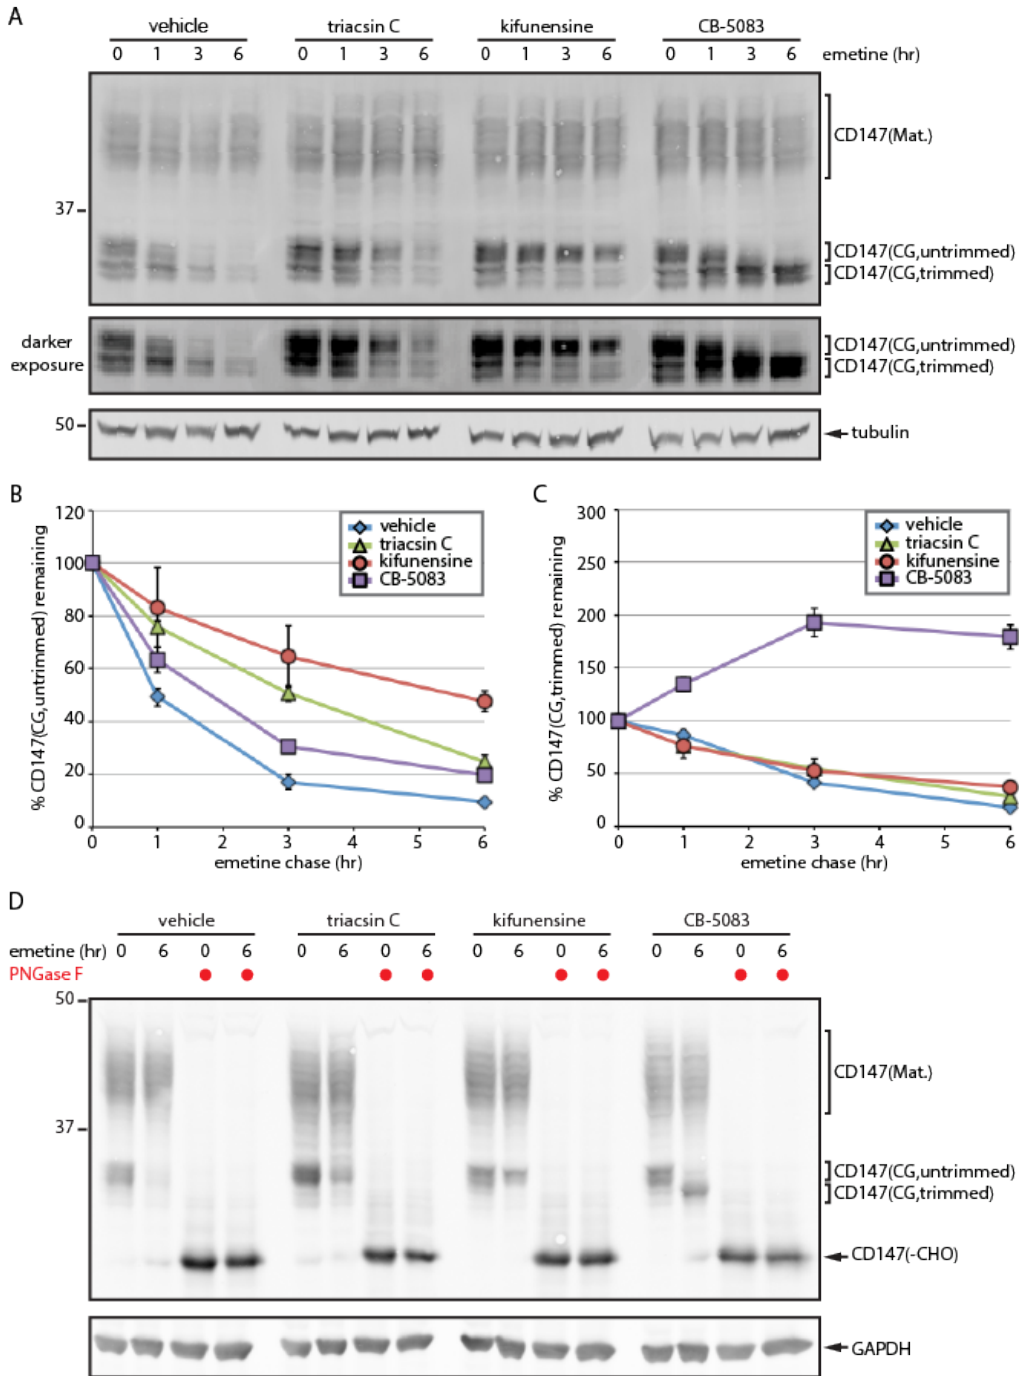 A
vehicle triacsin C kifunensine CB-5083
0 1 3 6 0 1 3 6 0 1 3 6 0 1 3 6 emetine (hr)
CD147(Mat.)
37
CD147(CG,untrimmed)
CD147(CG,trimmed)
darker
exposure
CD147(CG,untrimmed)
CD147(CG,trimmed)
50
tubulin
B
% CD147(CG,untrimmed) remaining
120
100
80
60
40
20
0
0 1 2 3 4 5 6
emetine chase (hr)
vehicle
triacsin C
kifunensine
CB-5083
C
% CD147(CG,trimmed) remaining
300
250
200
150
100
50
0
0 1 2 3 4 5 6
emetine chase (hr)
vehicle
triacsin C
kifunensine
CB-5083
D
vehicle triacsin C kifunensine CB-5083
emetine (hr) 0 6 0 6 0 6 0 6 0 6 0 6 0 6 0 6
PNGase F
50
CD147(Mat.)
37
CD147(CG,untrimmed)
CD147(CG,trimmed)
CD147(-CHO)
GAPDH